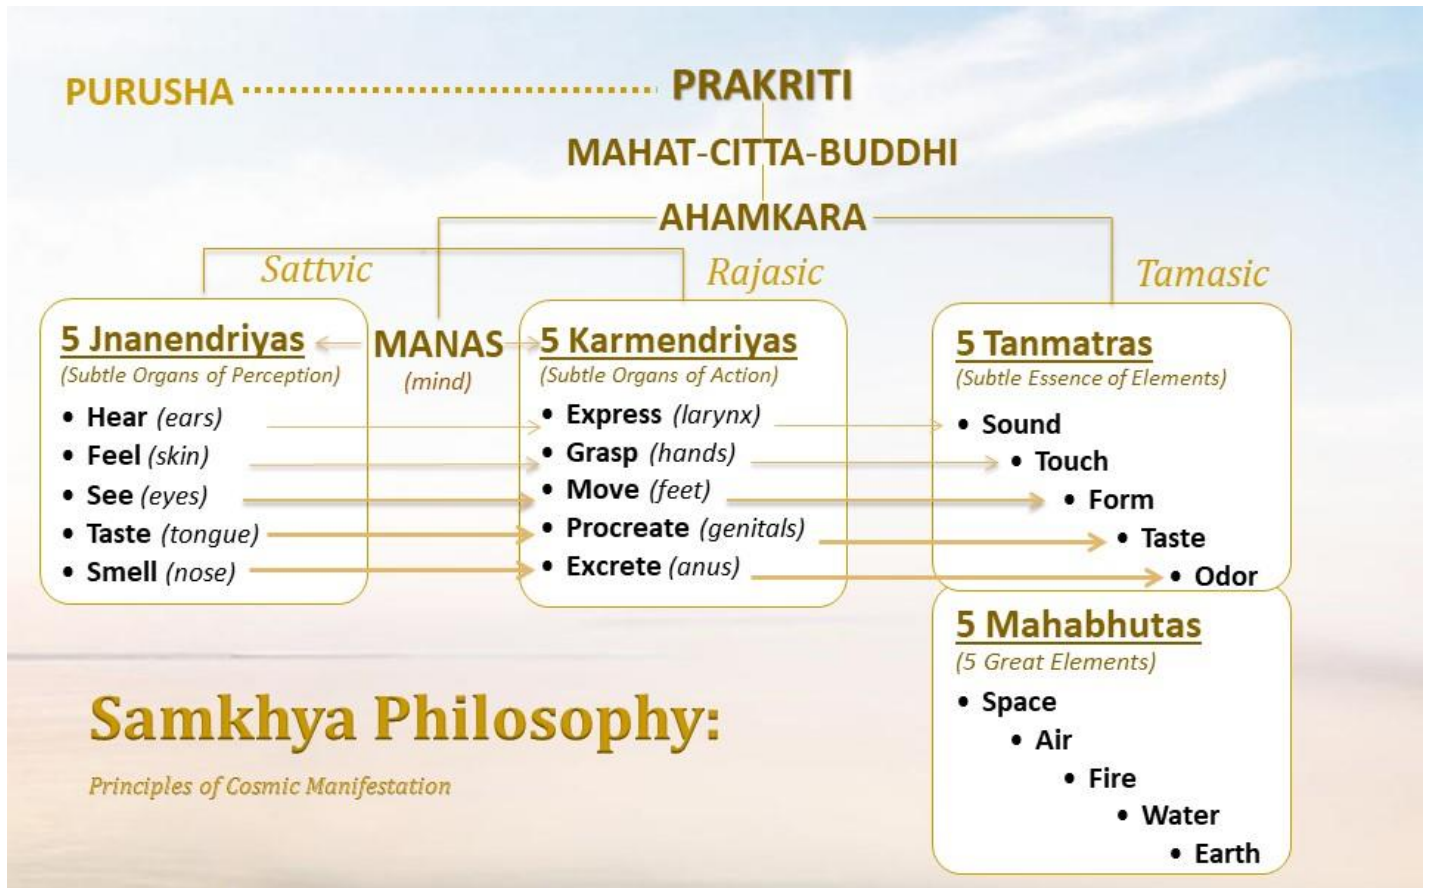 PURUSHA
PRAKRITI
MAHAT-CITTA-BUDDHI
AHAMKARA
Sattvic
Rajasic
Tamasic
5 Jnanendriyas
(Subtle Organs of Perception)
• Hear (ears)
• Feel (skin)
• See (eyes)
• Taste (tongue)
• Smell (nose)
MANAS
(mind)
5 Karmendriyas
(Subtle Organs of Action)
• Express (larynx)
• Grasp (hands)
• Move (feet)
• Procreate (genitals)
• Excrete (anus)
5 Tanmatras
(Subtle Essence of Elements)
• Sound
• Touch
• Form
• Taste
• Odor
5 Mahabhutas
(5 Great Elements)
• Space
• Air
• Fire
• Water
• Earth
Samkhya Philosophy:
Principles of Cosmic Manifestation